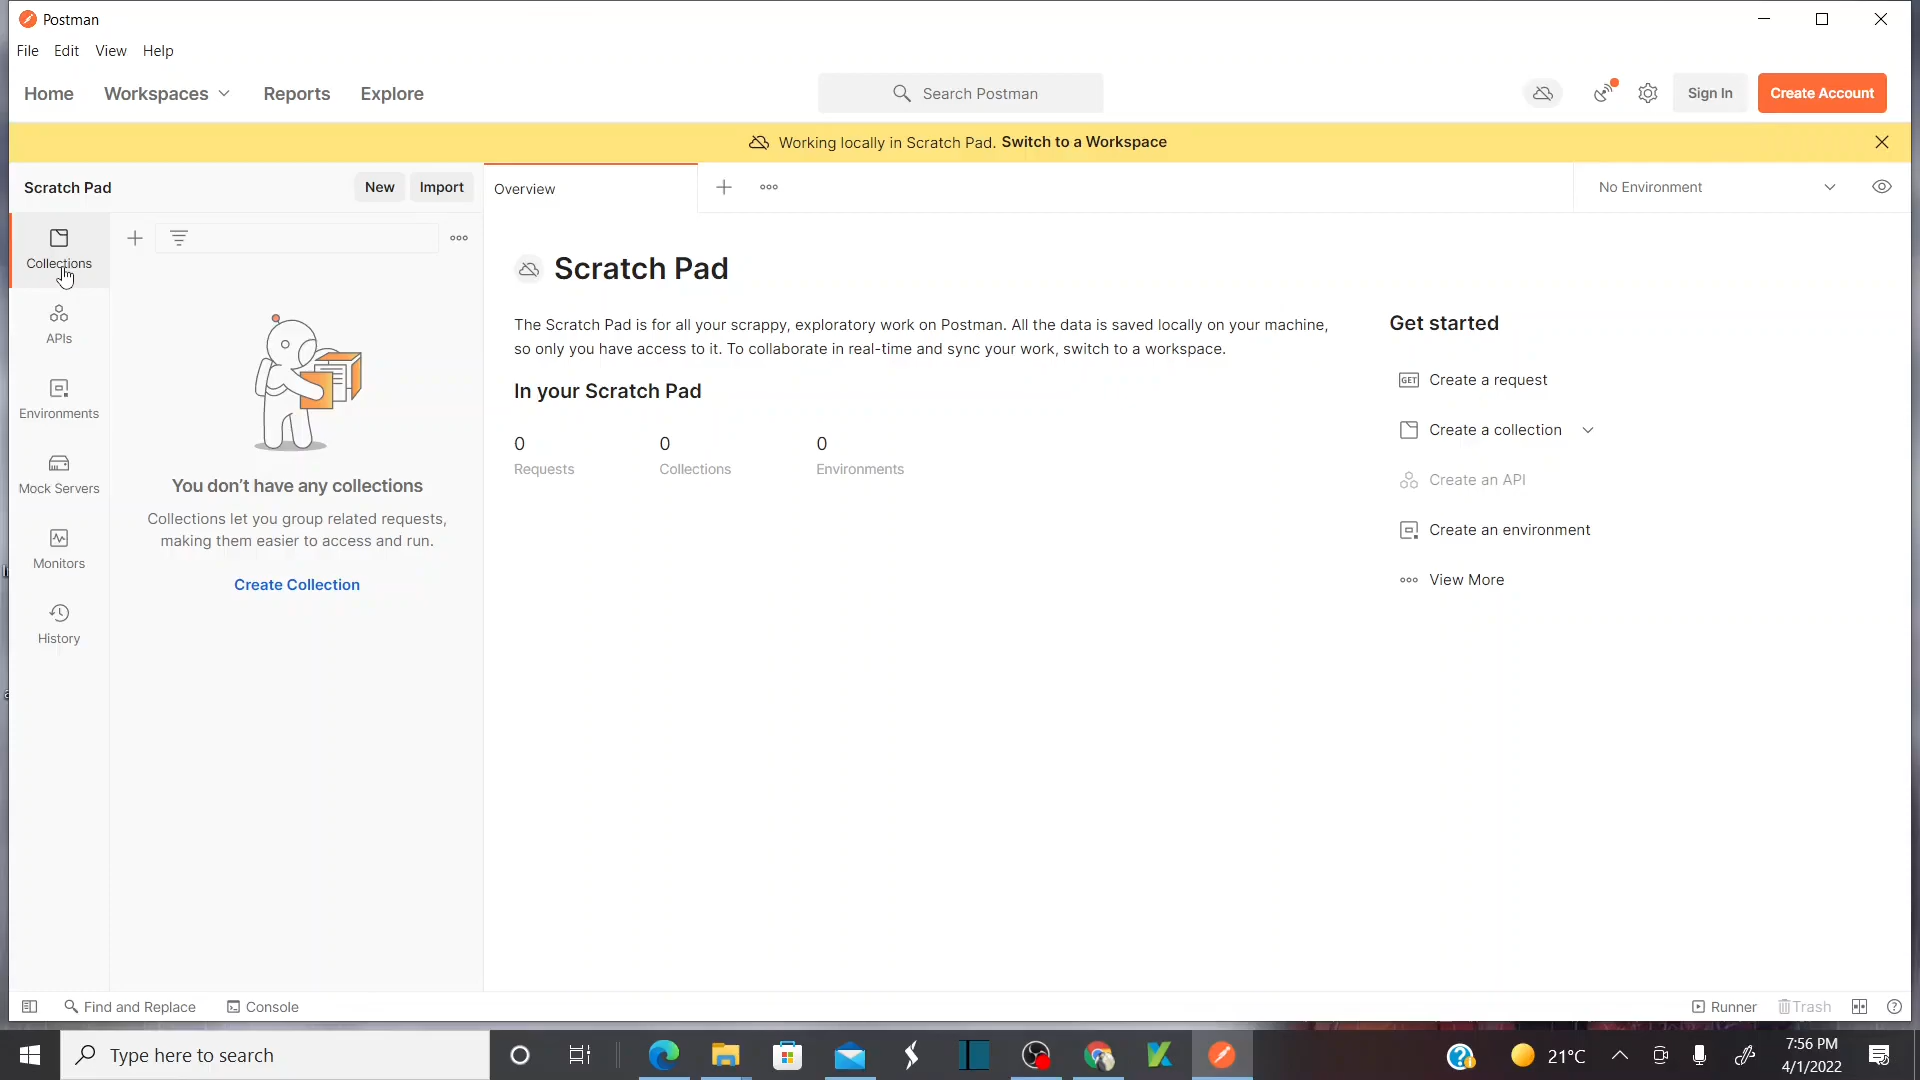 Postman
File Edit View Help
Home Workspaces Reports Explore
Search Postman
Sign In
Create Account
Working locally in Scratch Pad. Switch to a Workspace
Scratch Pad
New
Import
Overview
No Environment
Collections
APIs
Environments
Mock Servers
Monitors
History
You don't have any collections
Collections let you group related requests,
making them easier to access and run.
Create Collection
Scratch Pad
The Scratch Pad is for all your scrappy, exploratory work on Postman. All the data is saved locally on your machine,
so only you have access to it. To collaborate in real-time and sync your work, switch to a workspace.
In your Scratch Pad
0 0 0
Requests Collections Environments
Get started
GET Create a request
Create a collection
Create an API
Create an environment
View More
Find and Replace
Console
Runner
Trash
Type here to search
21°C
7:56 PM
4/1/2022